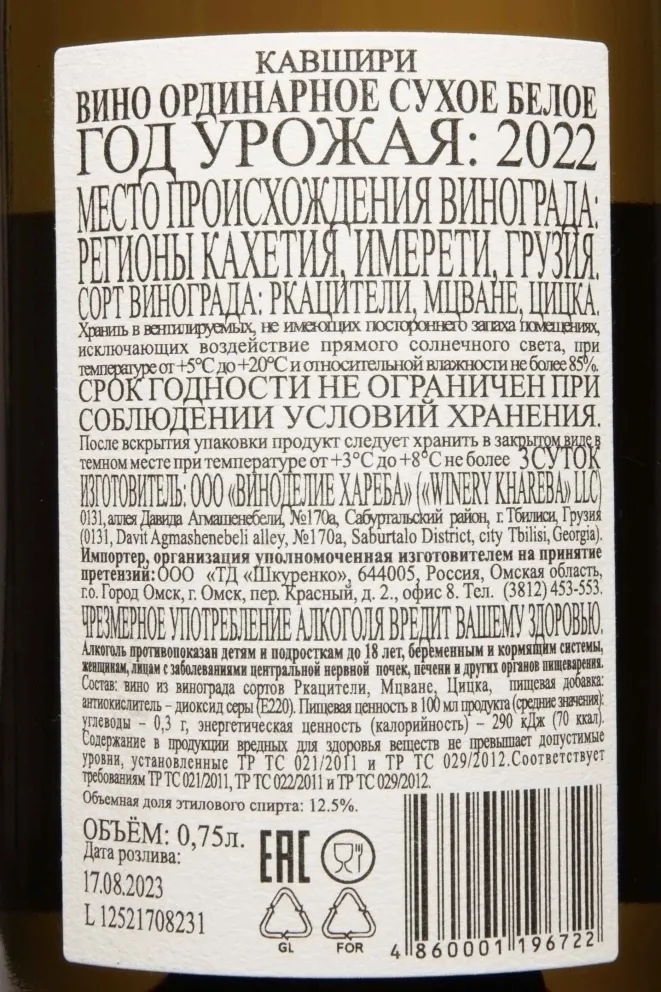 КАВШИРИ
ВИНО ОРДИНАРНОЕ СУХОЕ БЕЛОЕ
ГОД УРОЖАЯ: 2022
МЕСТО ПРОИСХОЖДЕНИЯ ВИНОГРАДА:
РЕГИОНЫ КАХЕТИЯ, ИМЕРЕТИ, ГРУЗИЯ.
СОРТ ВИНОГРАДА: РКАЦИТЕЛИ, МЦВАНЕ, ЦИЦКА.
Хранить в вентилируемых, не имеющих постороннего запаха помещениях,
исключающих воздействие прямого солнечного света, при
температуре от +5°C до +20°C и относительной влажности не более 85%.
СРОК ГОДНОСТИ НЕ ОГРАНИЧЕН ПРИ
СОБЛЮДЕНИИ УСЛОВИЙ ХРАНЕНИЯ.
После вскрытия упаковки продукт следует хранить в закрытом виде в
темном месте при температуре от +3°C до +8°C не более 3 СУТОК
ИЗГОТОВИТЕЛЬ: ООО «ВИНОДЕЛИЕ ХАРЕБА» («WINERY KHAREBA» LLC)
0131, аллея Давида Агмашенебели, №170а, Сабурталский район, г. Тбилиси, Грузия
(0131, Davit Agmashenebeli alley, №170a, Saburtalo District, city Tbilisi, Georgia).
Импортер, организация уполномоченная изготовителем на принятие
претензий: ООО «ТД «Шкуренко», 644005, Россия, Омская область,
г.о. Город Омск, г. Омск, пер. Красный, д. 2., офис 8. Тел. (3812) 453-553.
ЧРЕЗМЕРНОЕ УПОТРЕБЛЕНИЕ АЛКОГОЛЯ ВРЕДИТ ВАШЕМУ ЗДОРОВЬЮ.
Алкоголь противопоказан детям и подросткам до 18 лет, беременным и кормящим системы,
женщинам, лицам с заболеваниями центральной нервной почек, печени и других органов пищеварения.
Состав: вино из винограда сортов Ркацители, Мцване, Цицка, пищевая добавка:
антиокислитель – диоксид серы (E220). Пищевая ценность в 100 мл продукта (средние значения):
углеводы – 0,3 г, энергетическая ценность (калорийность) – 290 кДж (70 ккал).
Содержание в продукции вредных для здоровья веществ не превышает допустимые
уровни, установленные ТР ТС 021/2011 и ТР ТС 029/2012.Соответствует
требованиям ТР ТС 021/2011, ТР ТС 022/2011 и ТР ТС 029/2012.
Объемная доля этилового спирта: 12.5%.
ОБЪЁМ: 0,75л.
Дата розлива:
17.08.2023
L 12521708231
EAC
GL
FOR
4 860001 196722